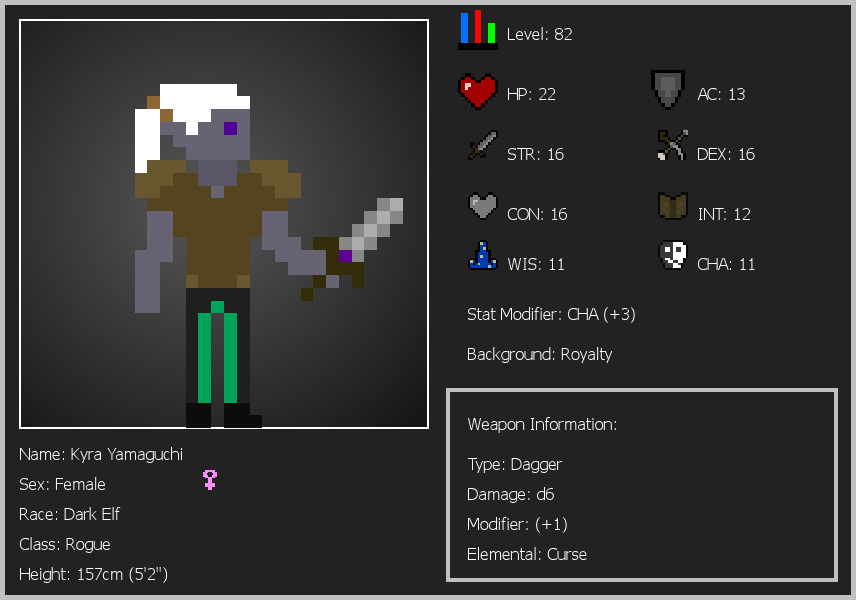 Level: 82
HP: 22
AC: 13
STR: 16
DEX: 16
CON: 16
INT: 12
WIS: 11
CHA: 11
Stat Modifier: CHA (+3)
Background: Royalty
Weapon Information:
Type: Dagger
Damage: d6
Modifier: (+1)
Elemental: Curse
Name: Kyra Yamaguchi
Sex: Female
Race: Dark Elf
Class: Rogue
Height: 157cm (5'2")